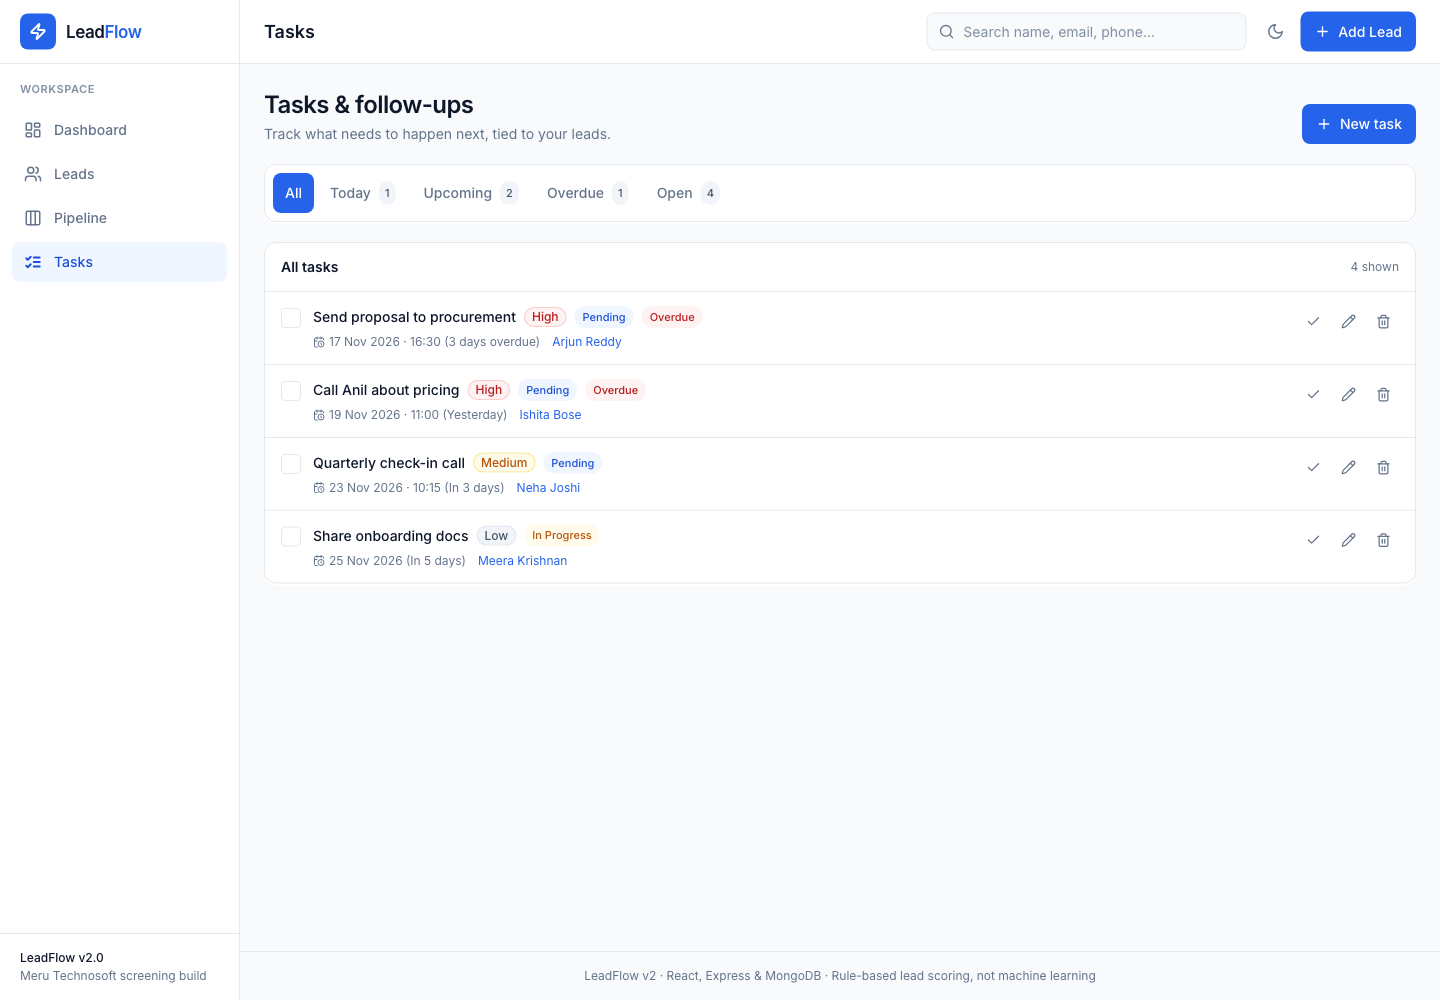 LeadFlow
Tasks
Search name, email, phone...
Add Lead
WORKSPACE
Dashboard
Leads
Pipeline
Tasks
Tasks & follow-ups
Track what needs to happen next, tied to your leads.
New task
All
Today 1
Upcoming 2
Overdue 1
Open 4
All tasks
4 shown
Send proposal to procurement High Pending Overdue
17 Nov 2026 · 16:30 (3 days overdue) Arjun Reddy
Call Anil about pricing High Pending Overdue
19 Nov 2026 · 11:00 (Yesterday) Ishita Bose
Quarterly check-in call Medium Pending
23 Nov 2026 · 10:15 (In 3 days) Neha Joshi
Share onboarding docs Low In Progress
25 Nov 2026 (In 5 days) Meera Krishnan
LeadFlow v2.0
Meru Technosoft screening build
LeadFlow v2 · React, Express & MongoDB · Rule-based lead scoring, not machine learning